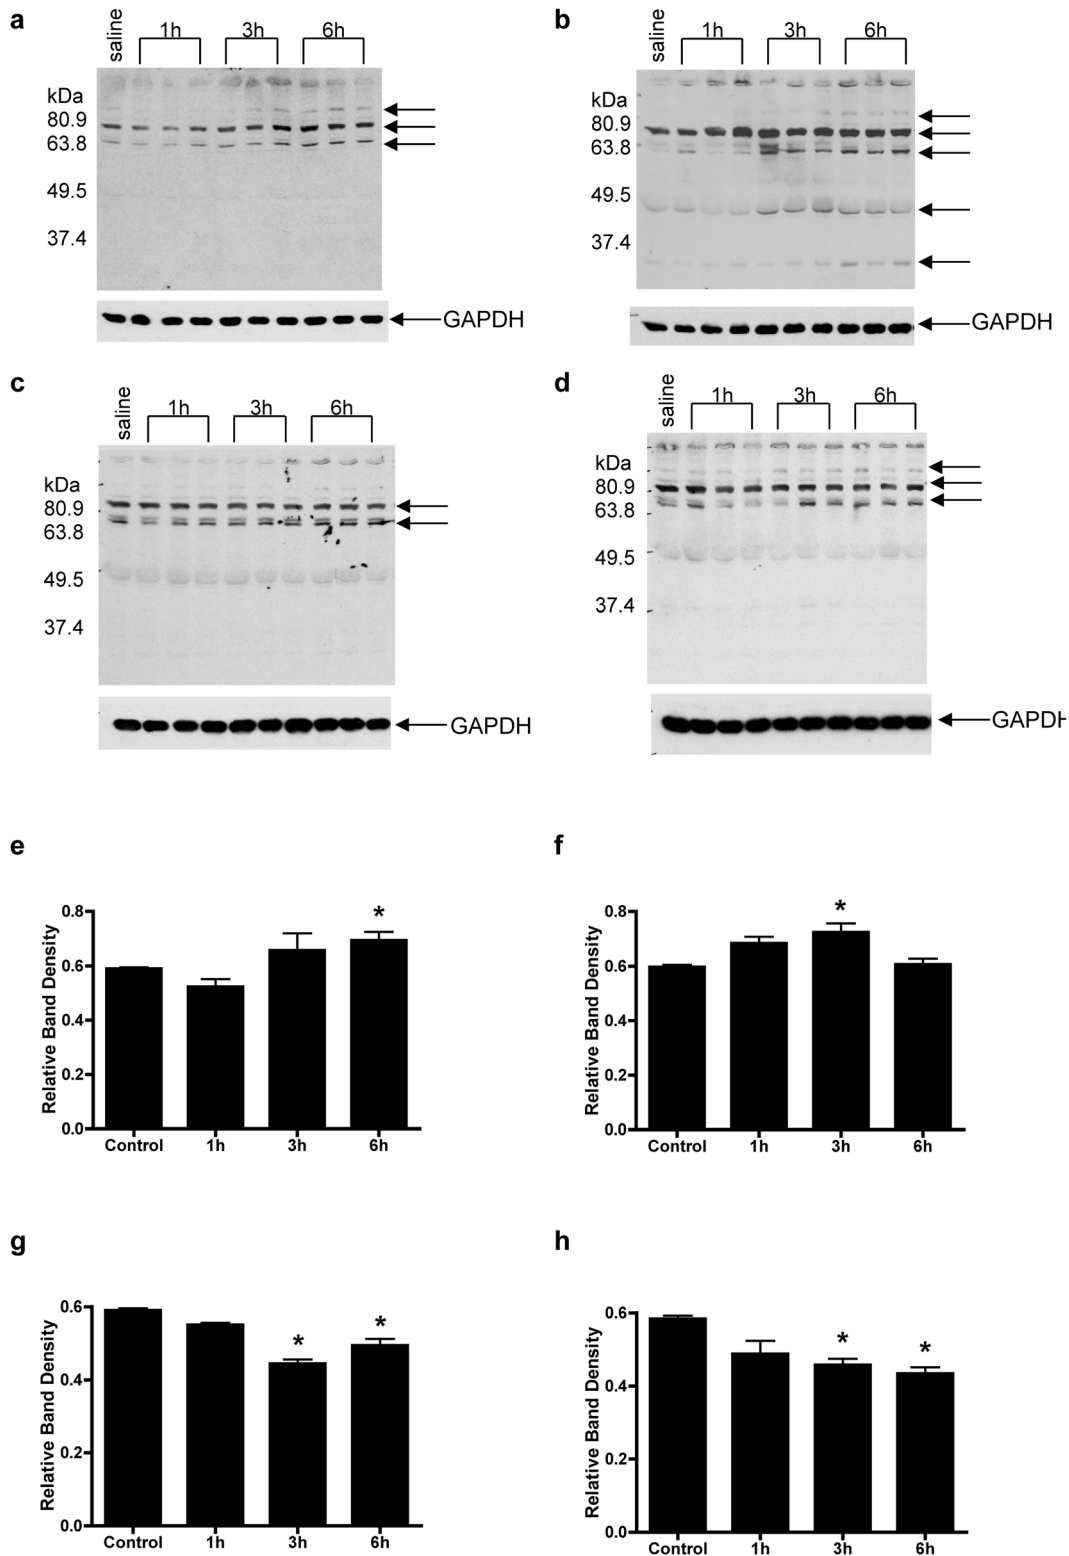 a
saline
1h
3h
6h
kDa
80.9
63.8
49.5
37.4
GAPDH
b
saline
1h
3h
6h
kDa
80.9
63.8
49.5
37.4
GAPDH
c
saline
1h
3h
6h
kDa
80.9
63.8
49.5
37.4
GAPDH
d
saline
1h
3h
6h
kDa
80.9
63.8
49.5
37.4
GAPDH
e
Relative Band Density
0.8
0.6
0.4
0.2
0.0
*
Control 1h 3h 6h
f
Relative Band Density
0.8
0.6
0.4
0.2
0.0
*
Control 1h 3h 6h
g
Relative Band Density
0.6
0.4
0.2
0.0
* *
Control 1h 3h 6h
h
Relative Band Density
0.6
0.4
0.2
0.0
* *
Control 1h 3h 6h